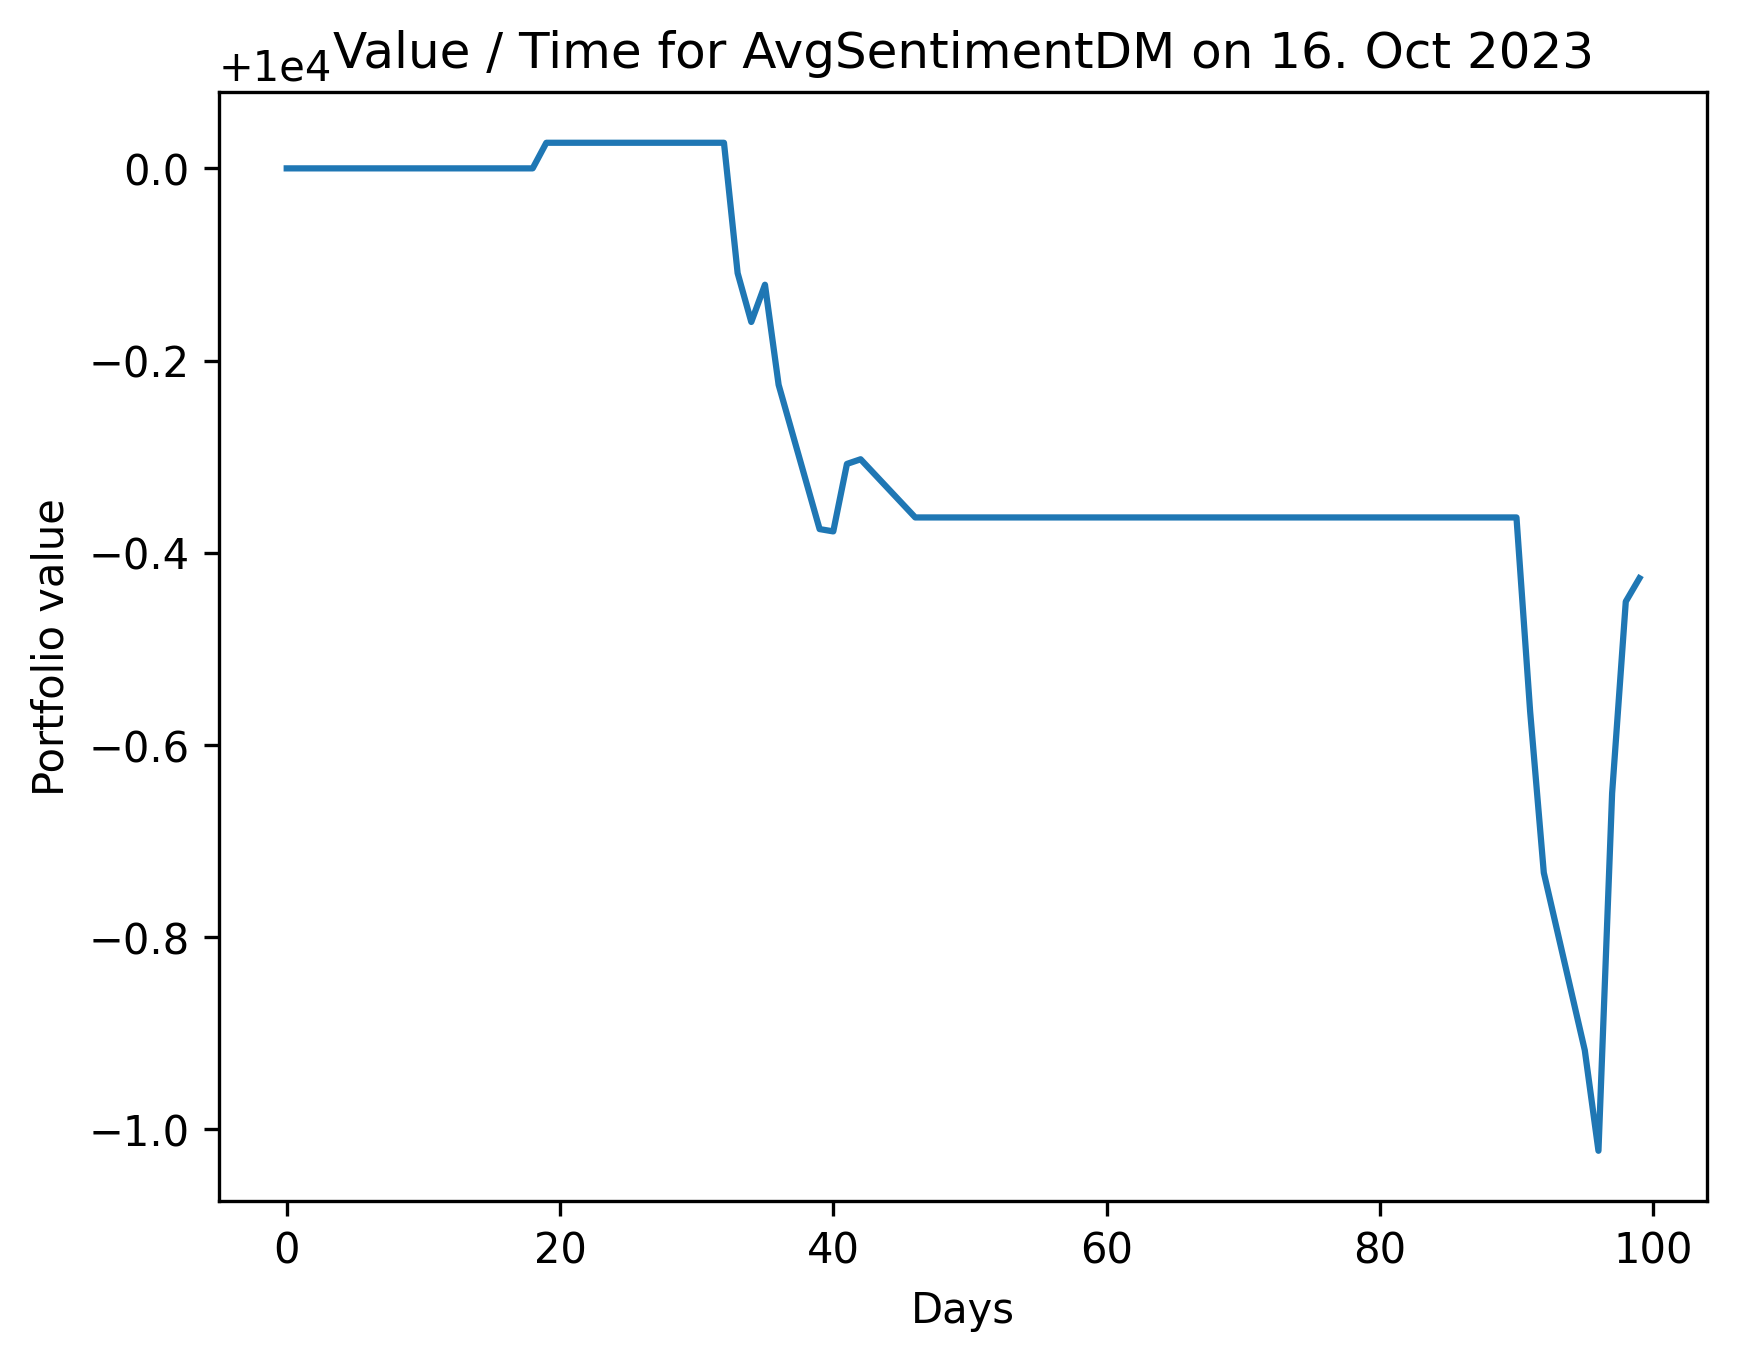 Value / Time for AvgSentimentDM on 16. Oct 2023
+1e4
0.0
−0.2
−0.4
−0.6
−0.8
−1.0
Portfolio value
0 20 40 60 80 100
Days